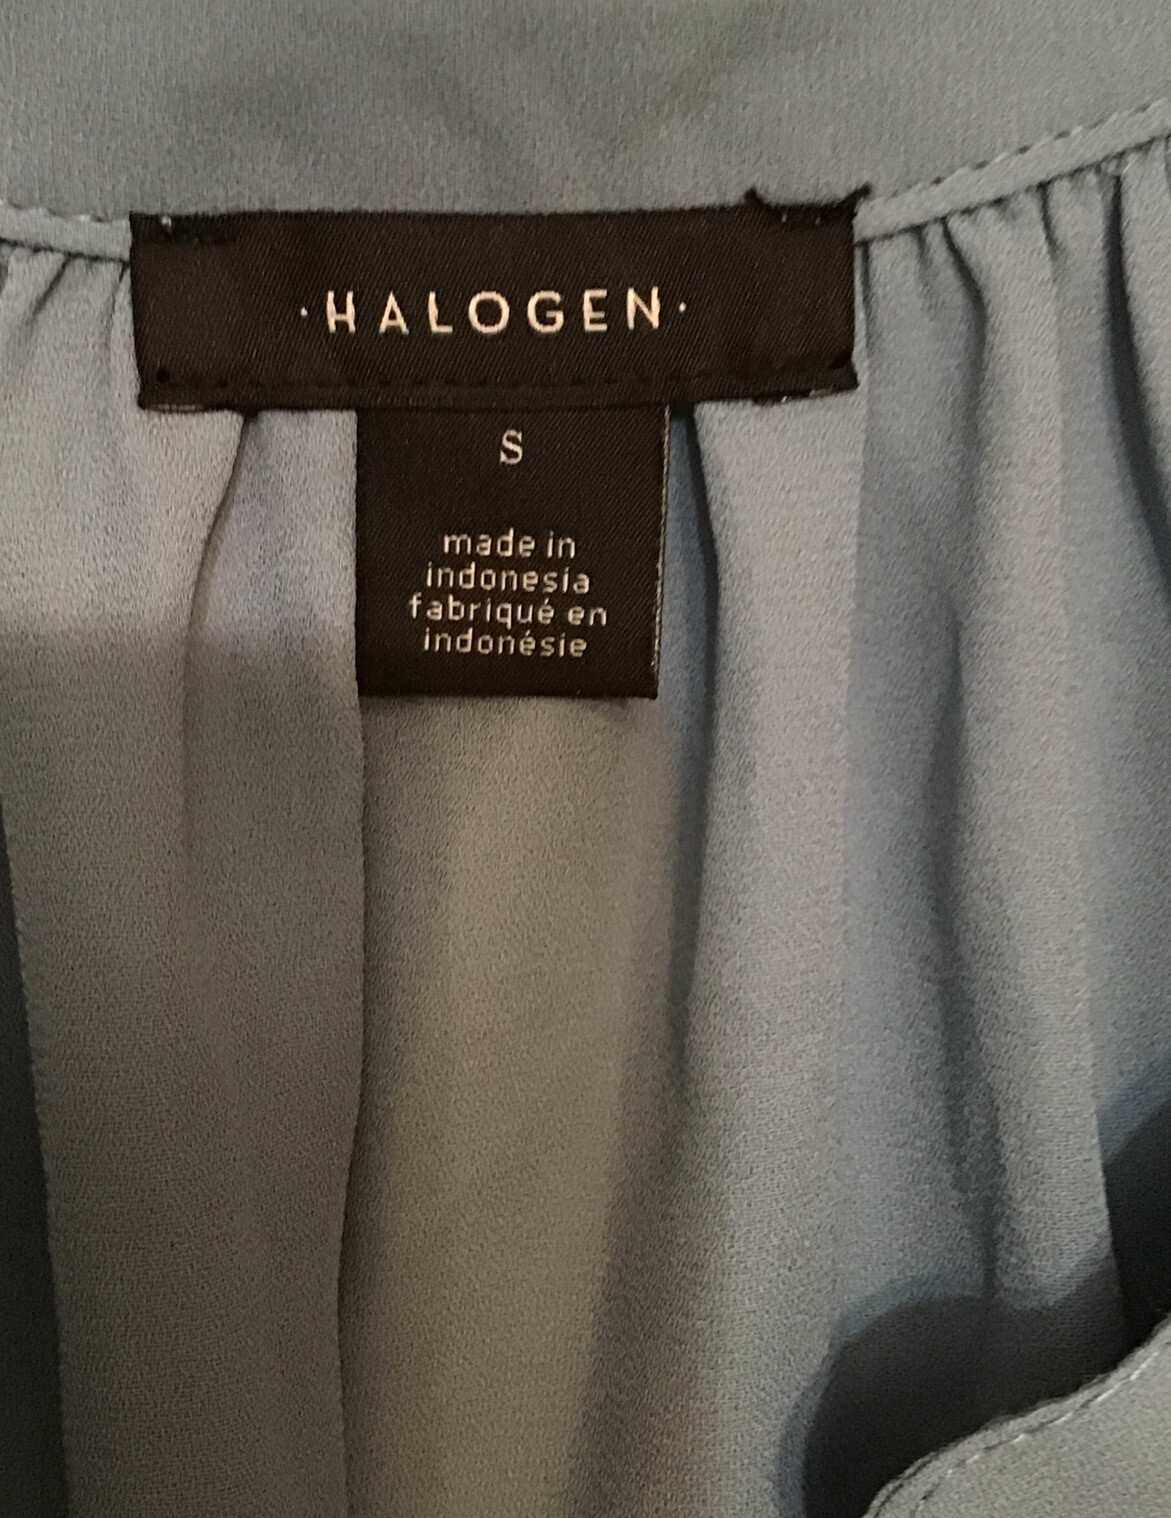 ·HALOGEN·
S
made in
indonesia
fabriqué en
indonésie